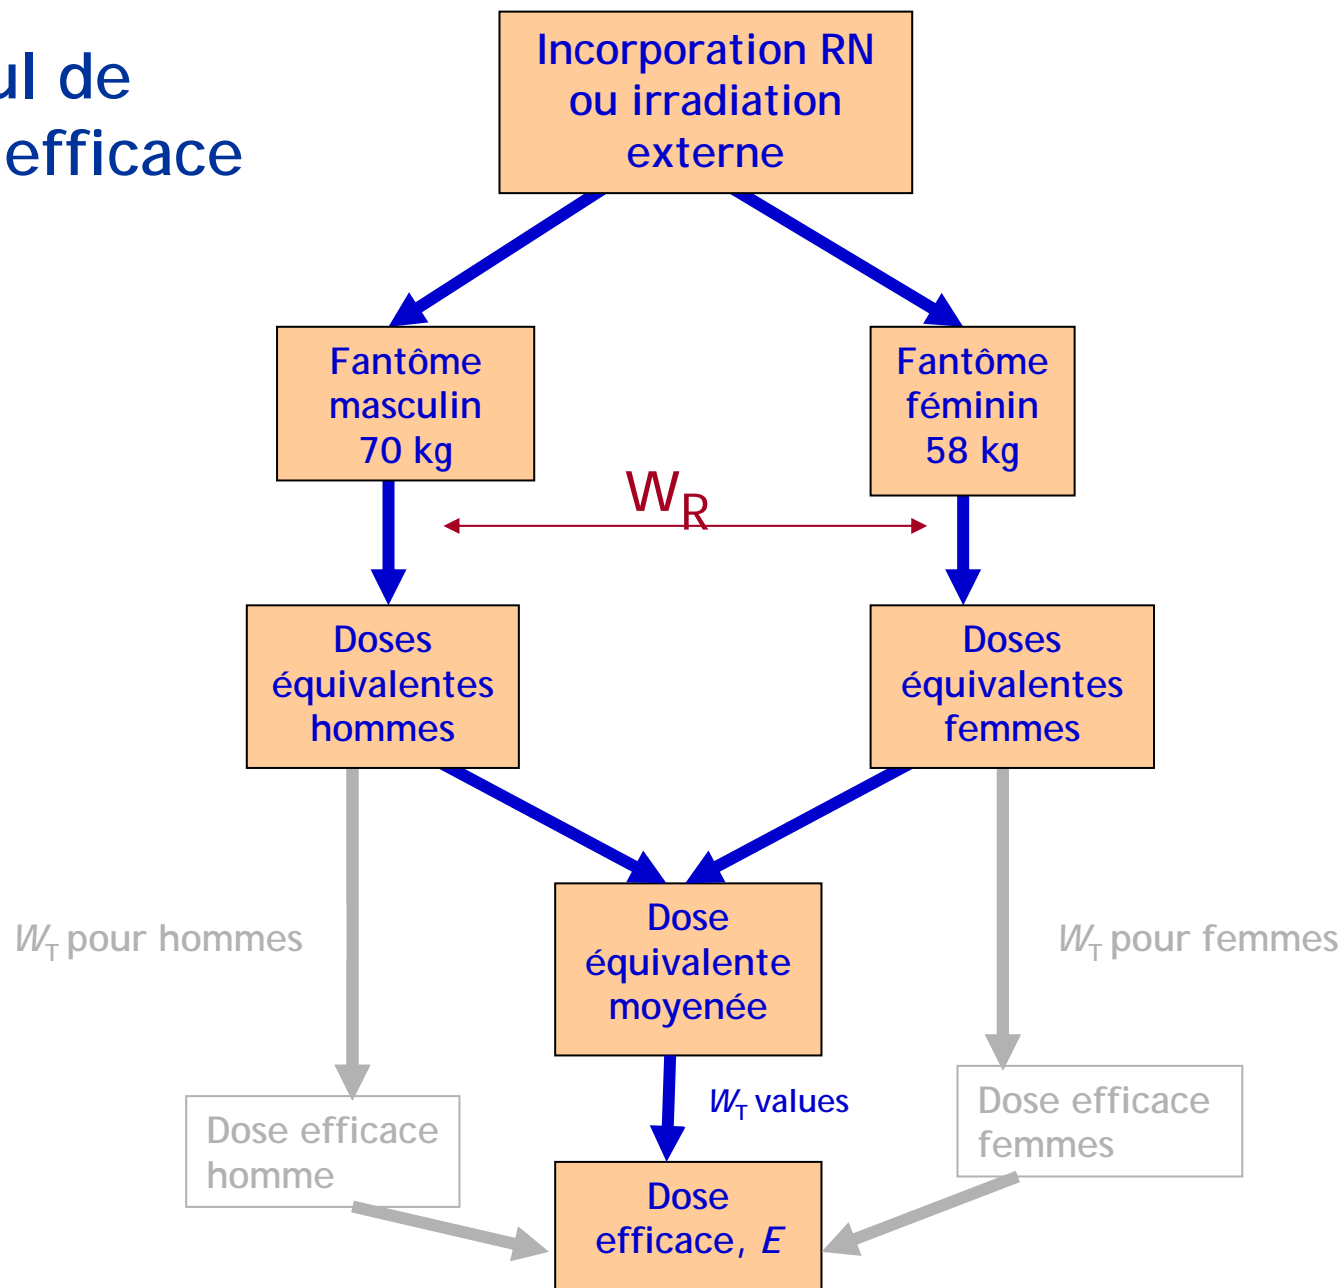 ul de
efficace
Incorporation RN
ou irradiation
externe
Fantôme
masculin
70 kg
Fantôme
féminin
58 kg
WR
Doses
équivalentes
hommes
Doses
équivalentes
femmes
WT pour hommes
Dose
équivalente
moyenée
WT pour femmes
WT values
Dose efficace
homme
Dose efficace
femmes
Dose
efficace, E